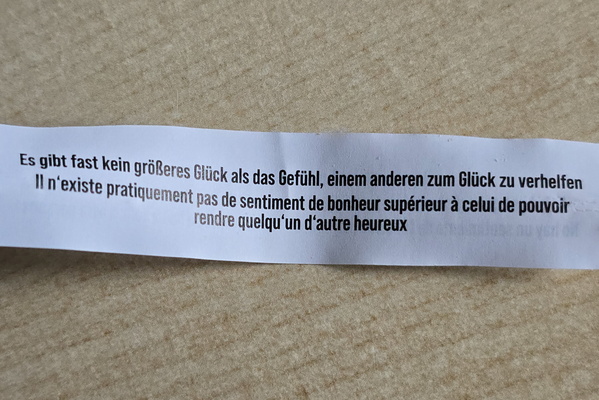 Es gibt fast kein größeres Glück als das Gefühl, einem anderen zum Glück zu verhelfen
Il n‘existe pratiquement pas de sentiment de bonheur supérieur à celui de pouvoir
rendre quelqu‘un d‘autre heureux